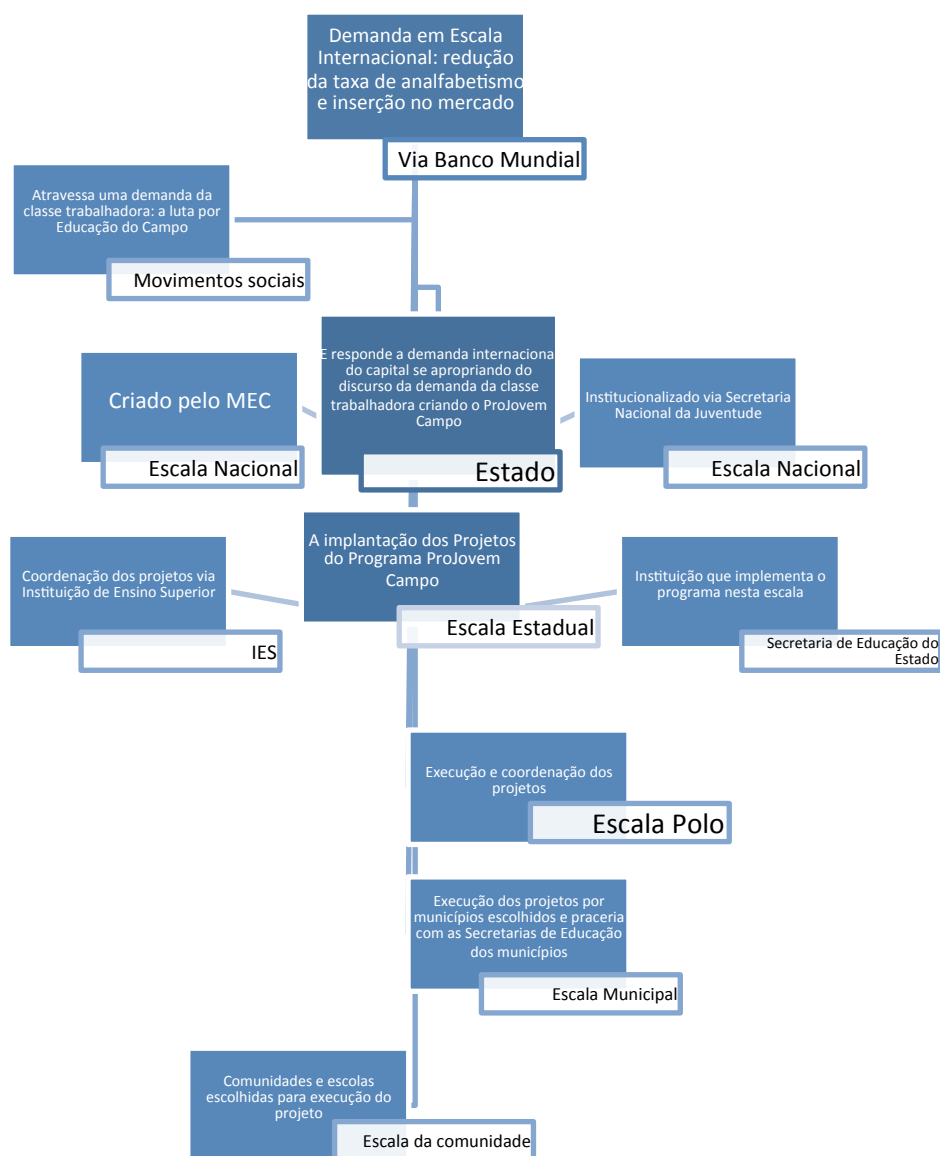 Demanda em Escala
Internacional: redução
da taxa de analfabetismo
e inserção no mercado
Via Banco Mundial
Atravessa uma demanda da
classe trabalhadora: a luta por
Educação do Campo
Movimentos sociais
E responde a demanda internaciona
do capital se apropriando do
discurso da demanda da classe
trabalhadora criando o ProJovem
Campo
Estado
Criado pelo MEC
Escala Nacional
Institucionalizado via Secretaria
Nacional da Juventude
Escala Nacional
A implantação dos Projetos
do Programa ProJovem
Campo
Escala Estadual
Coordenação dos projetos via
Instituição de Ensino Superior
IES
Instituição que implementa o
programa nesta escala
Secretaria de Educação do
Estado
Execução e coordenação dos
projetos
Escala Polo
Execução dos projetos por
municípios escolhidos e praceria
com as Secretarias de Educação
dos municípios
Escala Municipal
Comunidades e escolas
escolhidas para execução do
projeto
Escala da comunidade